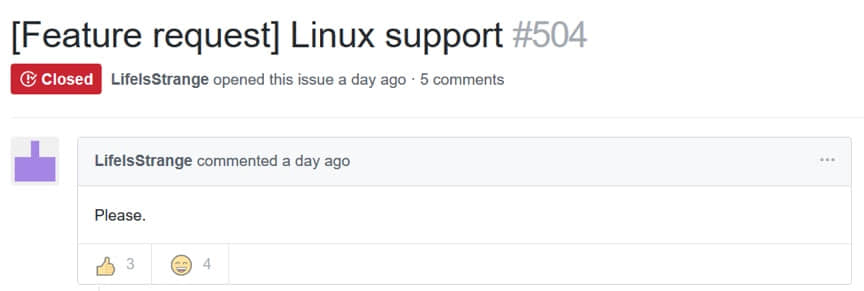 [Feature request] Linux support #504
Closed LifeIsStrange opened this issue a day ago · 5 comments
LifeIsStrange commented a day ago ...
Please.
3 4